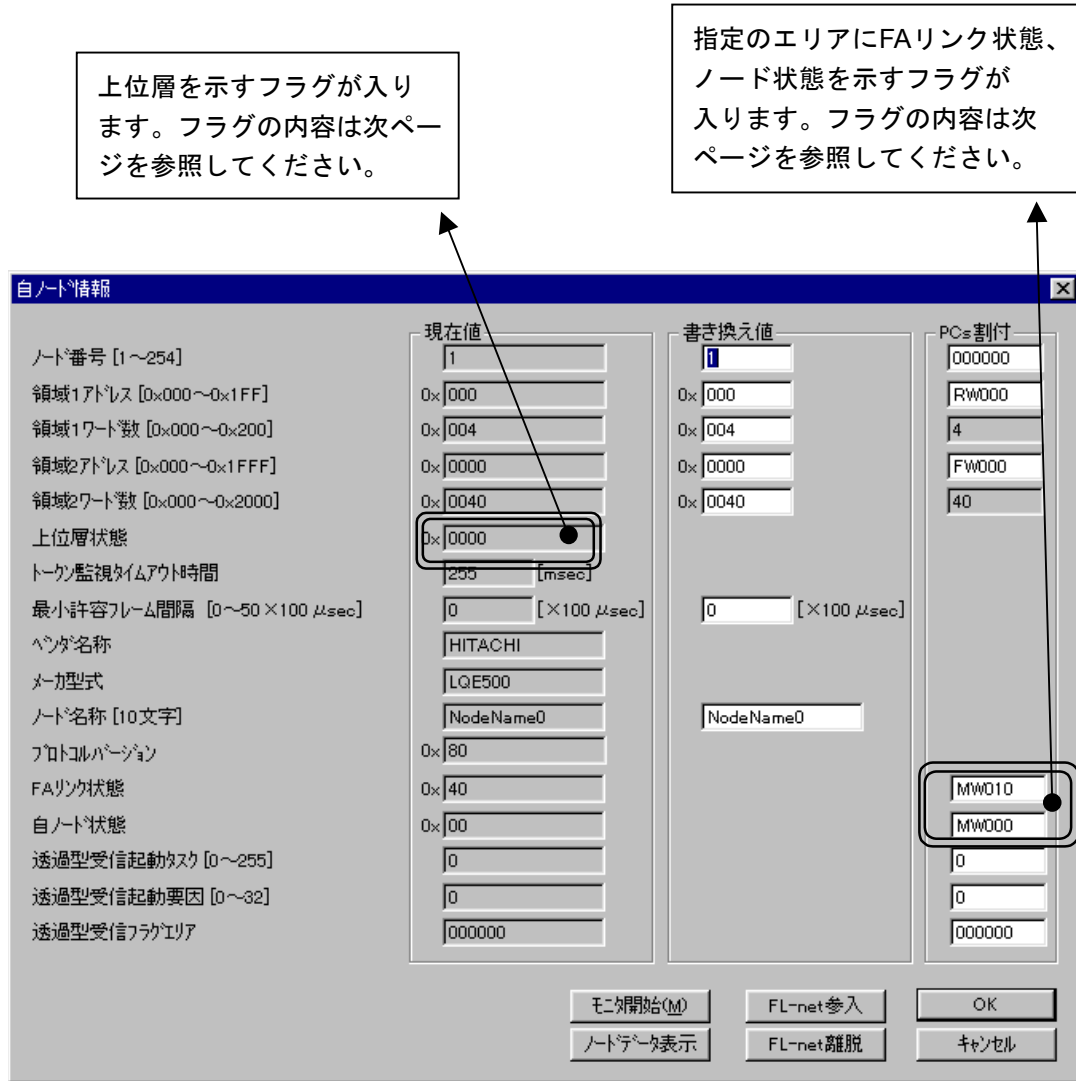 上位層を示すフラグが入り
ます。フラグの内容は次ペー
ジを参照してください。
指定のエリアにFAリンク状態、
ノード状態を示すフラグが
入ります。フラグの内容は次
ページを参照してください。
自ノード情報
現在値 書き換え値 PCs割付
ノード番号 [1～254] 1 1 000000
領域1アドレス [0x000～0x1FF] 0x 000 0x 000 RW000
領域1ワード数 [0x000～0x200] 0x 004 0x 004 4
領域2アドレス [0x000～0x1FFF] 0x 0000 0x 0000 FW000
領域2ワード数 [0x000～0x2000] 0x 0040 0x 0040 40
上位層状態 0x 0000
トークン監視タイムアウト時間 255 [msec]
最小許容フレーム間隔 [0～50×100μsec] 0 [×100μsec] 0 [×100μsec]
ベンダ名称 HITACHI
メーカ型式 LQE500
ノード名称 [10文字] NodeName0 NodeName0
プロトコルバージョン 0x 80
FAリンク状態 0x 40 MW010
自ノード状態 0x 00 MW000
透過型受信起動タスク [0～255] 0 0
透過型受信起動要因 [0～32] 0 0
透過型受信フラグエリア 000000 000000
モニタ開始(M) FL-net参入 OK
ノードデータ表示 FL-net離脱 キャンセル